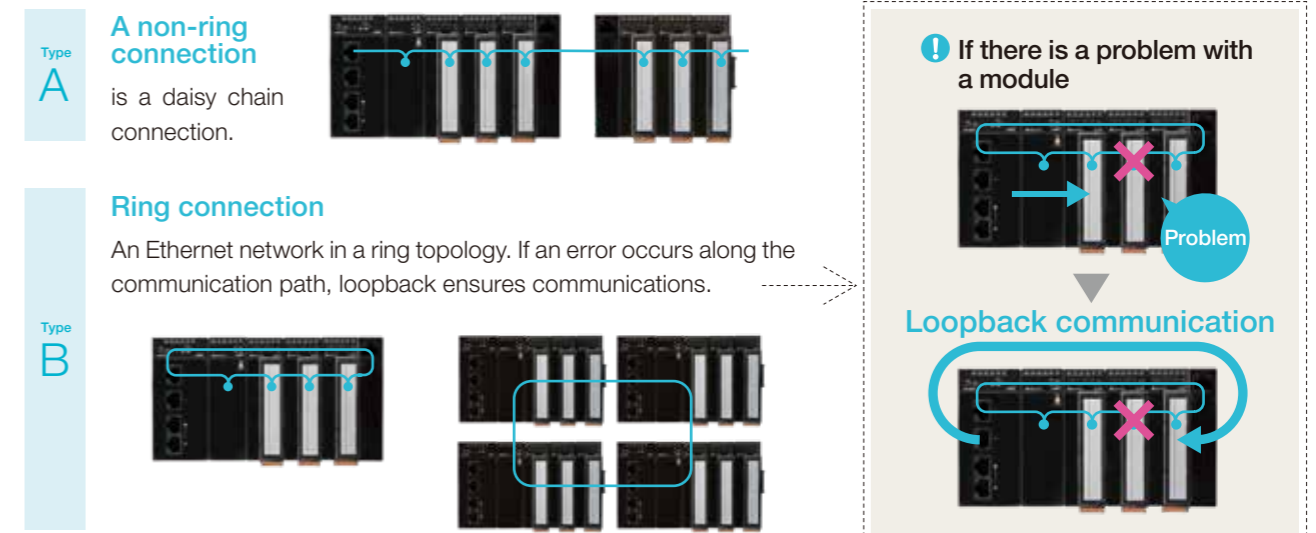 Type
A
A non-ring
connection
is a daisy chain
connection.
Type
B
Ring connection
An Ethernet network in a ring topology. If an error occurs along the
communication path, loopback ensures communications.
! If there is a problem with
a module
Problem
Loopback communication